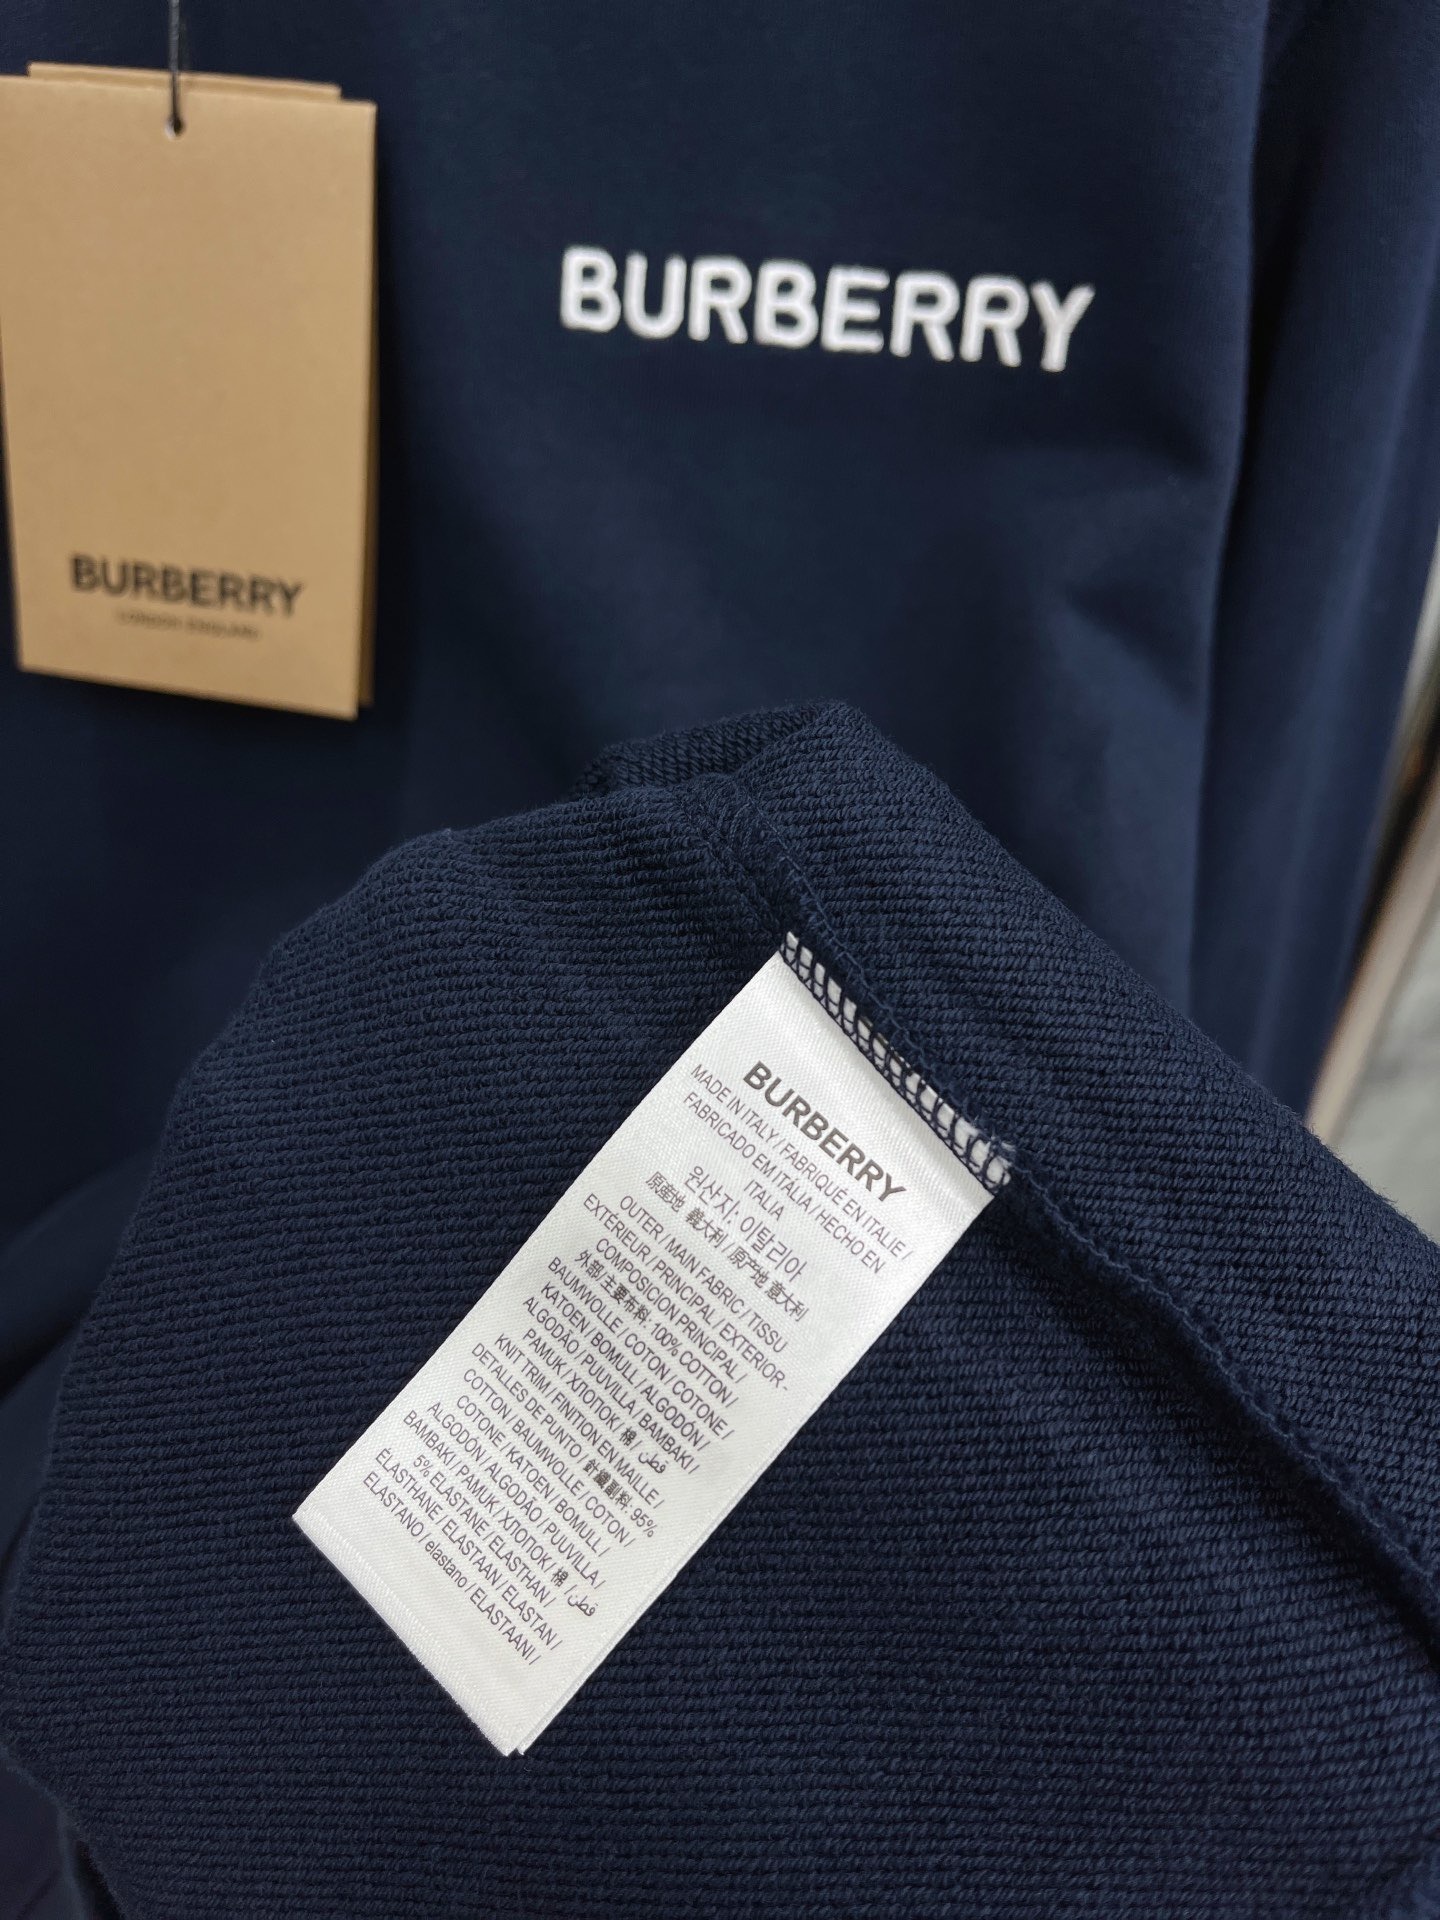 BURBERRY
BURBERRY
LONDON ENGLAND
BURBERRY
MADE IN ITALY / FABRIQUÉ EN ITALIE /
FABRICADO EM ITÁLIA / HECHO EN
ITALIA
원산지: 이탈리아
原産地 義大利 / 原产地 意大利
OUTER / MAIN FABRIC / TISSU
EXTÉRIEUR / PRINCIPAL / EXTERIOR -
COMPOSICION PRINCIPAL /
外部/主要布料: 100% COTTON /
BAUMWOLLE / COTON / COTONE /
KATOEN / BOMULL / ALGODÓN /
ALGODÃO / PUUVILLA / BAMBAKI /
PAMUK / ХЛОПОК / 棉 / قطن
KNIT TRIM / FINITION EN MAILLE /
DETALLES DE PUNTO / 針織副料: 95%
COTTON / BAUMWOLLE / COTON /
COTONE / KATOEN / BOMULL /
ALGODÓN / ALGODÃO / PUUVILLA /
BAMBAKI / PAMUK / ХЛОПОК / 棉 / قطن
5% ELASTANE / ELASTHAN /
ÉLASTHANE / ELASTAAN / ELASTAN /
ELASTANO / elastano / ELASTAANI /